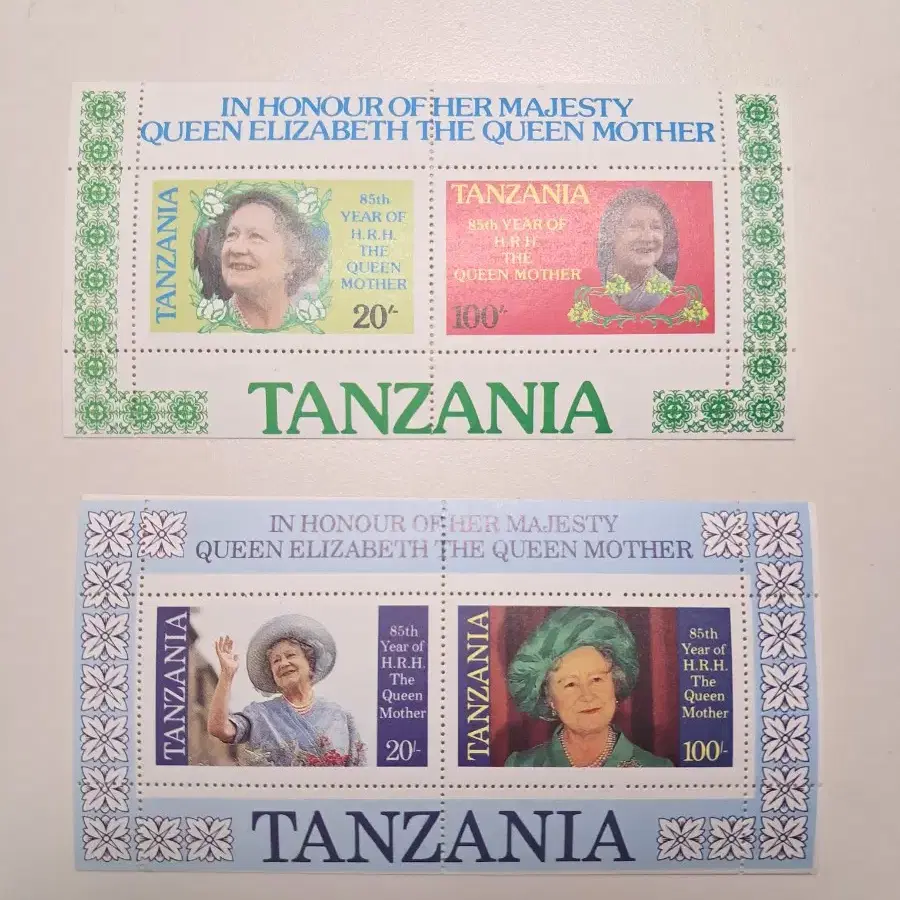 IN HONOUR OF HER MAJESTY
QUEEN ELIZABETH THE QUEEN MOTHER
TANZANIA
85th
YEAR OF
H.R.H.
THE
QUEEN
MOTHER
20/-
TANZANIA
85th YEAR OF
H.R.H.
THE
QUEEN MOTHER
100/-
TANZANIA
IN HONOUR OF HER MAJESTY
QUEEN ELIZABETH THE QUEEN MOTHER
TANZANIA
85th
Year of
H.R.H.
The
Queen
Mother
20/-
TANZANIA
85th
Year of
H.R.H.
The
Queen
Mother
100/-
TANZANIA